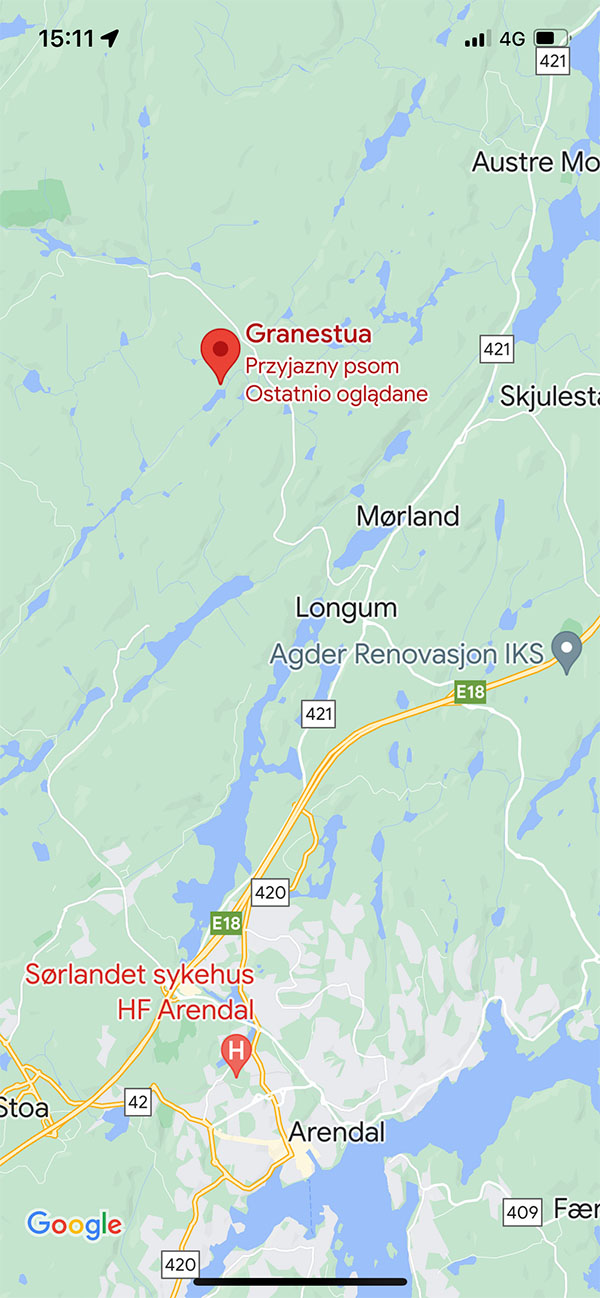 15:11
4G
421
Austre Mo
Granestua
Przyjazny psom
Ostatnio oglądane
421
Skjulesta
Mørland
Longum
Agder Renovasjon IKS
E18
421
420
E18
Sørlandet sykehus
HF Arendal
H
42
Stoa
Arendal
409
Fær
Google
420